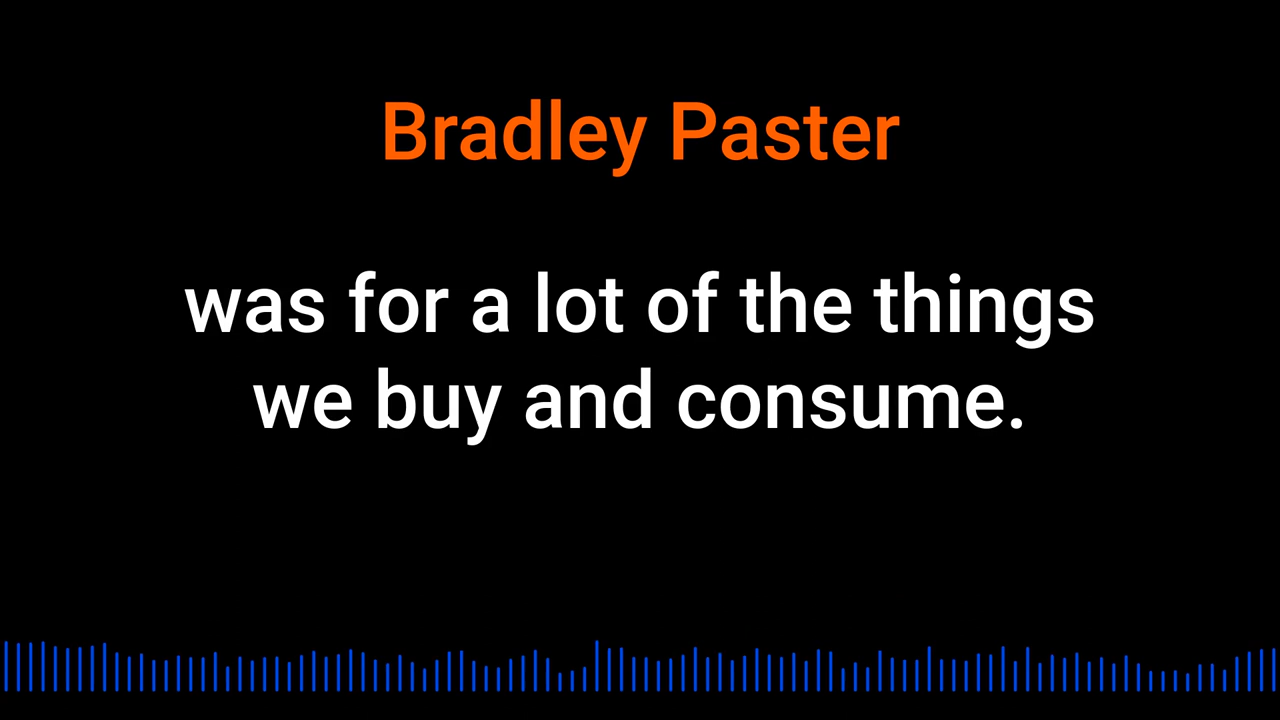 Bradley Paster
was for a lot of the things
we buy and consume.